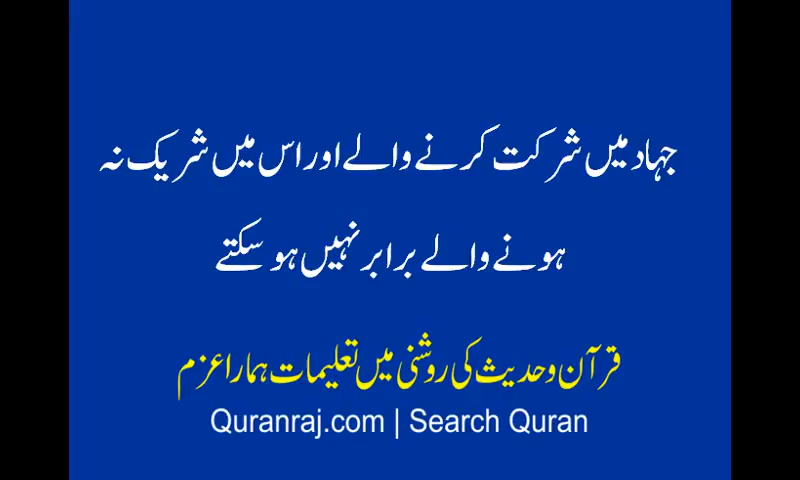 جہاد میں شرکت کرنے والے اور اس میں شریک نہ
ہونے والے برابر نہیں ہو سکتے
قرآن و حدیث کی روشنی میں تعلیمات ہمارا عزم
Quranraj.com | Search Quran